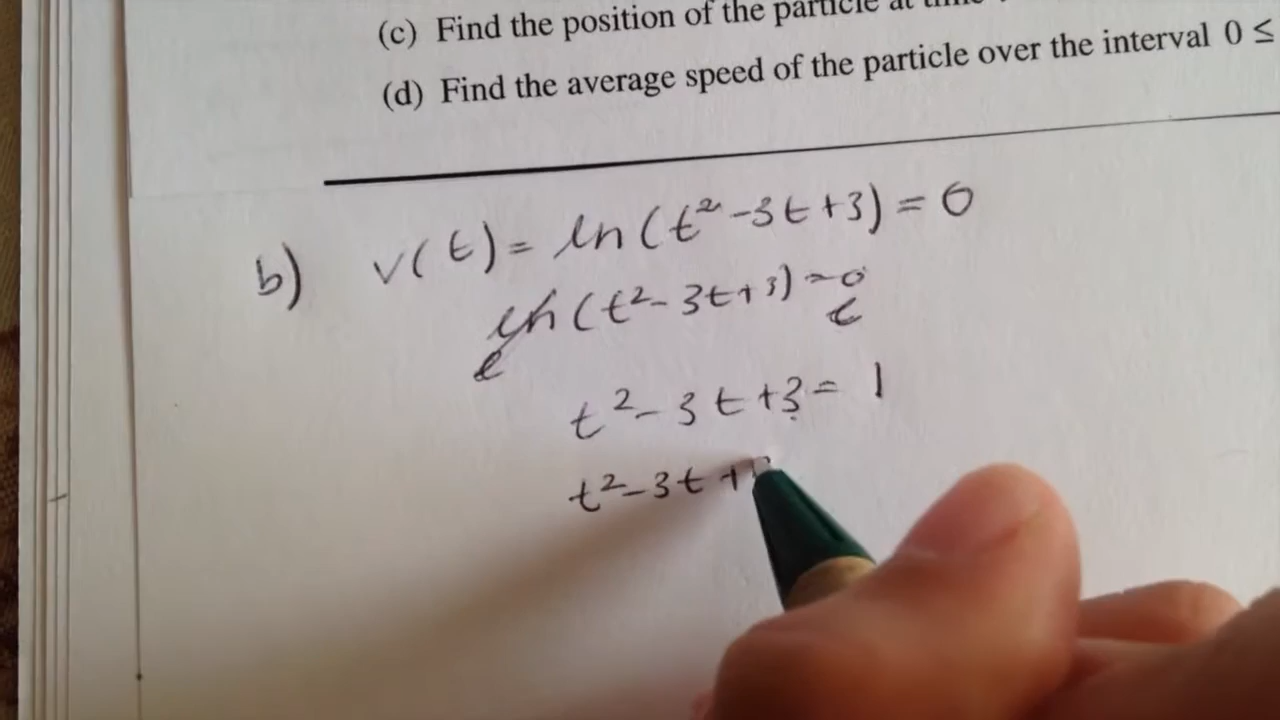 (c) Find the position of the particle at time
(d) Find the average speed of the particle over the interval 0 ≤
b) v(t) = ln(t²-3t+3) = 0
e ln(t²-3t+3) = 0 e
t²-3t+3 = 1
t²-3t+